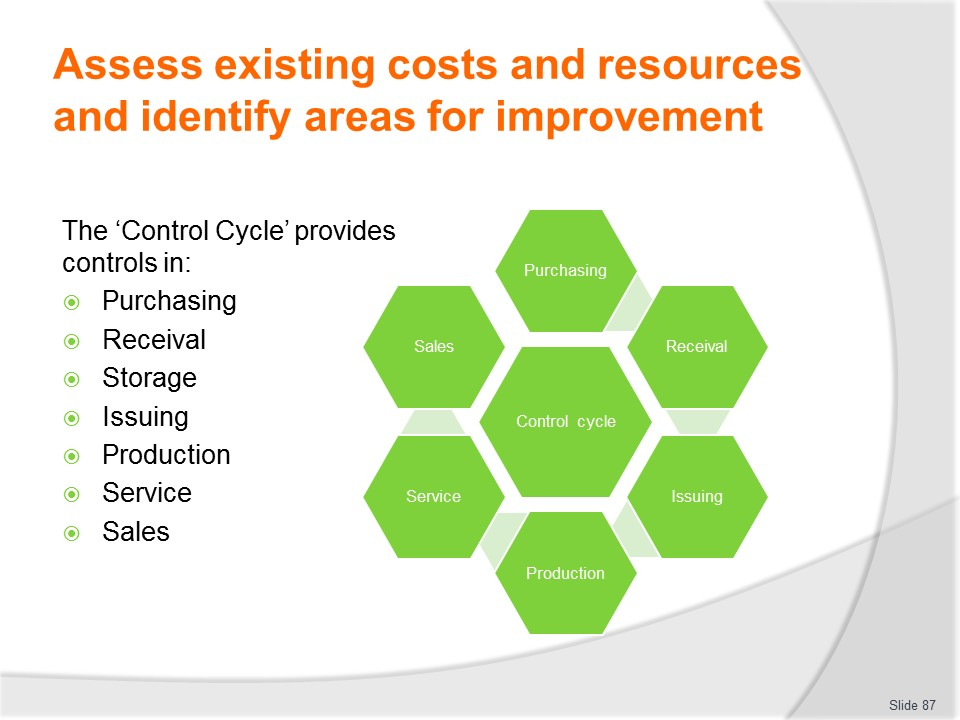 Assess existing costs and resources
and identify areas for improvement
The ‘Control Cycle’ provides
controls in:
Purchasing
Receival
Storage
Issuing
Production
Service
Sales
Purchasing
Receival
Issuing
Production
Service
Sales
Control cycle
Slide 87